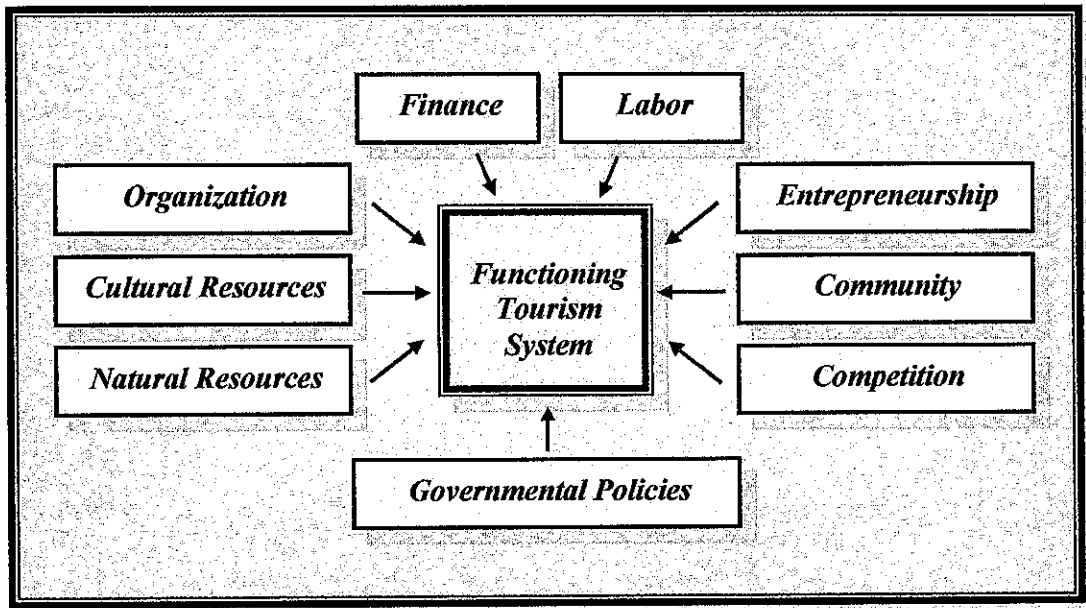 Finance
Labor
Organization
Entrepreneurship
Cultural Resources
Functioning
Tourism
System
Community
Natural Resources
Competition
Governmental Policies